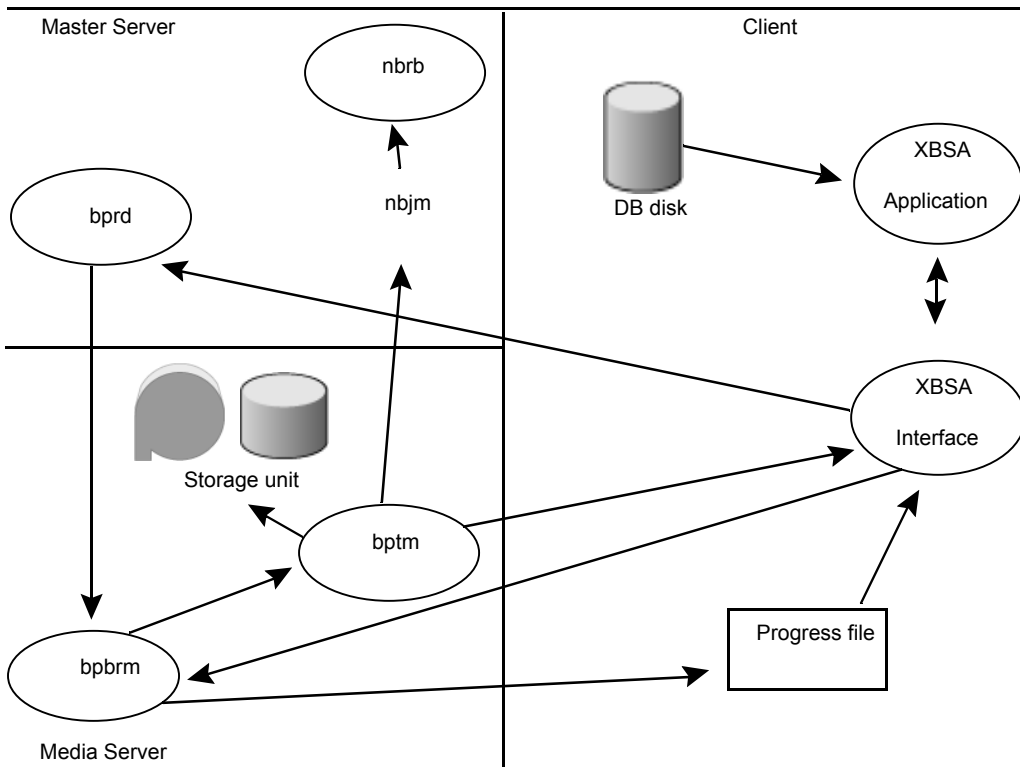 Master Server
Client
nbrb
XBSA
Application
nbjm
DB disk
bprd
XBSA
Interface
Storage unit
bptm
Progress file
bpbrm
Media Server